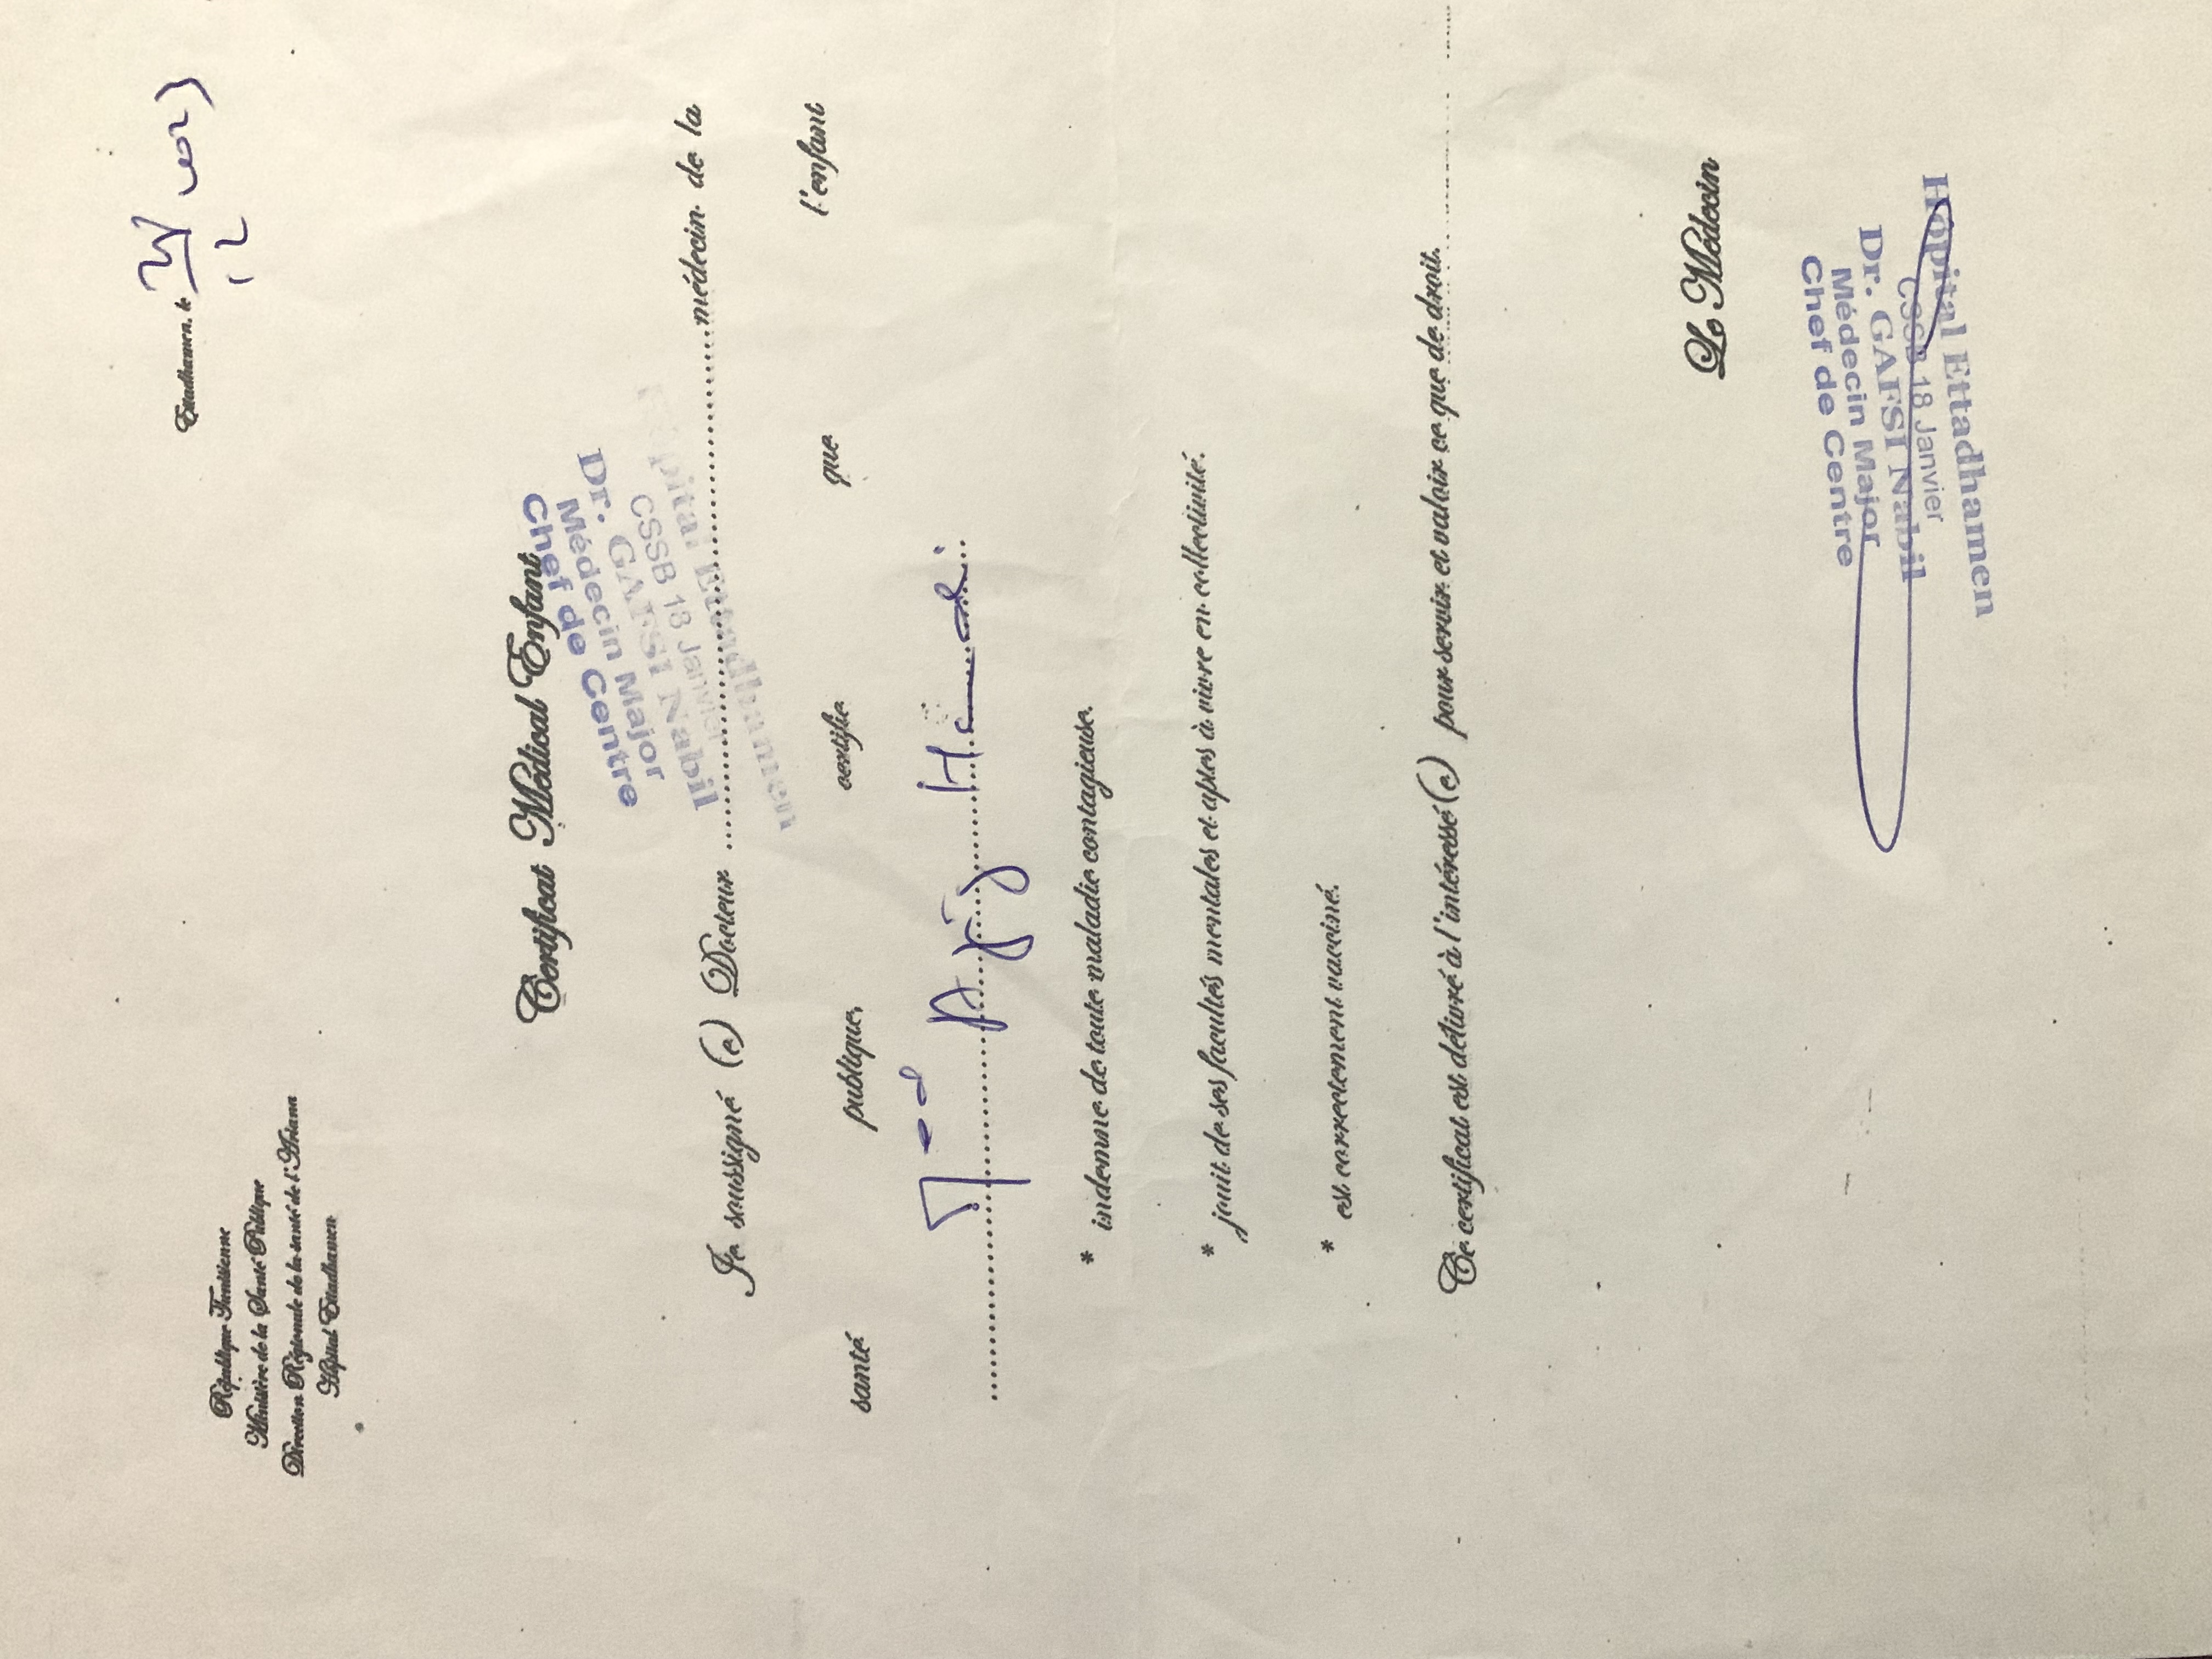 République Tunisienne
Ministère de la Santé Publique
Direction Régionale de la santé de l'Ariana
Hôpital Ettadhamen
Ettadhamen, le
12
Certificat Médical Enfant
Hôpital Ettadhamen
CSSB 18 Janvier
Dr. GAFSI Nabil
Médecin Major
Chef de Centre
Je soussigné (e) Docteur ............ médecin de la
santé publique, certifie que l'enfant
* indemne de toute maladie contagieuse.
* jouit de ses facultés mentales et aptes à vivre en collectivité.
* est correctement vacciné.
Ce certificat est délivré à l'intéressé (e) pour servir et valoir ce que de droit.
Le Médecin
Hôpital Ettadhamen
CSSB 18 Janvier
Dr. GAFSI Nabil
Médecin Major
Chef de Centre